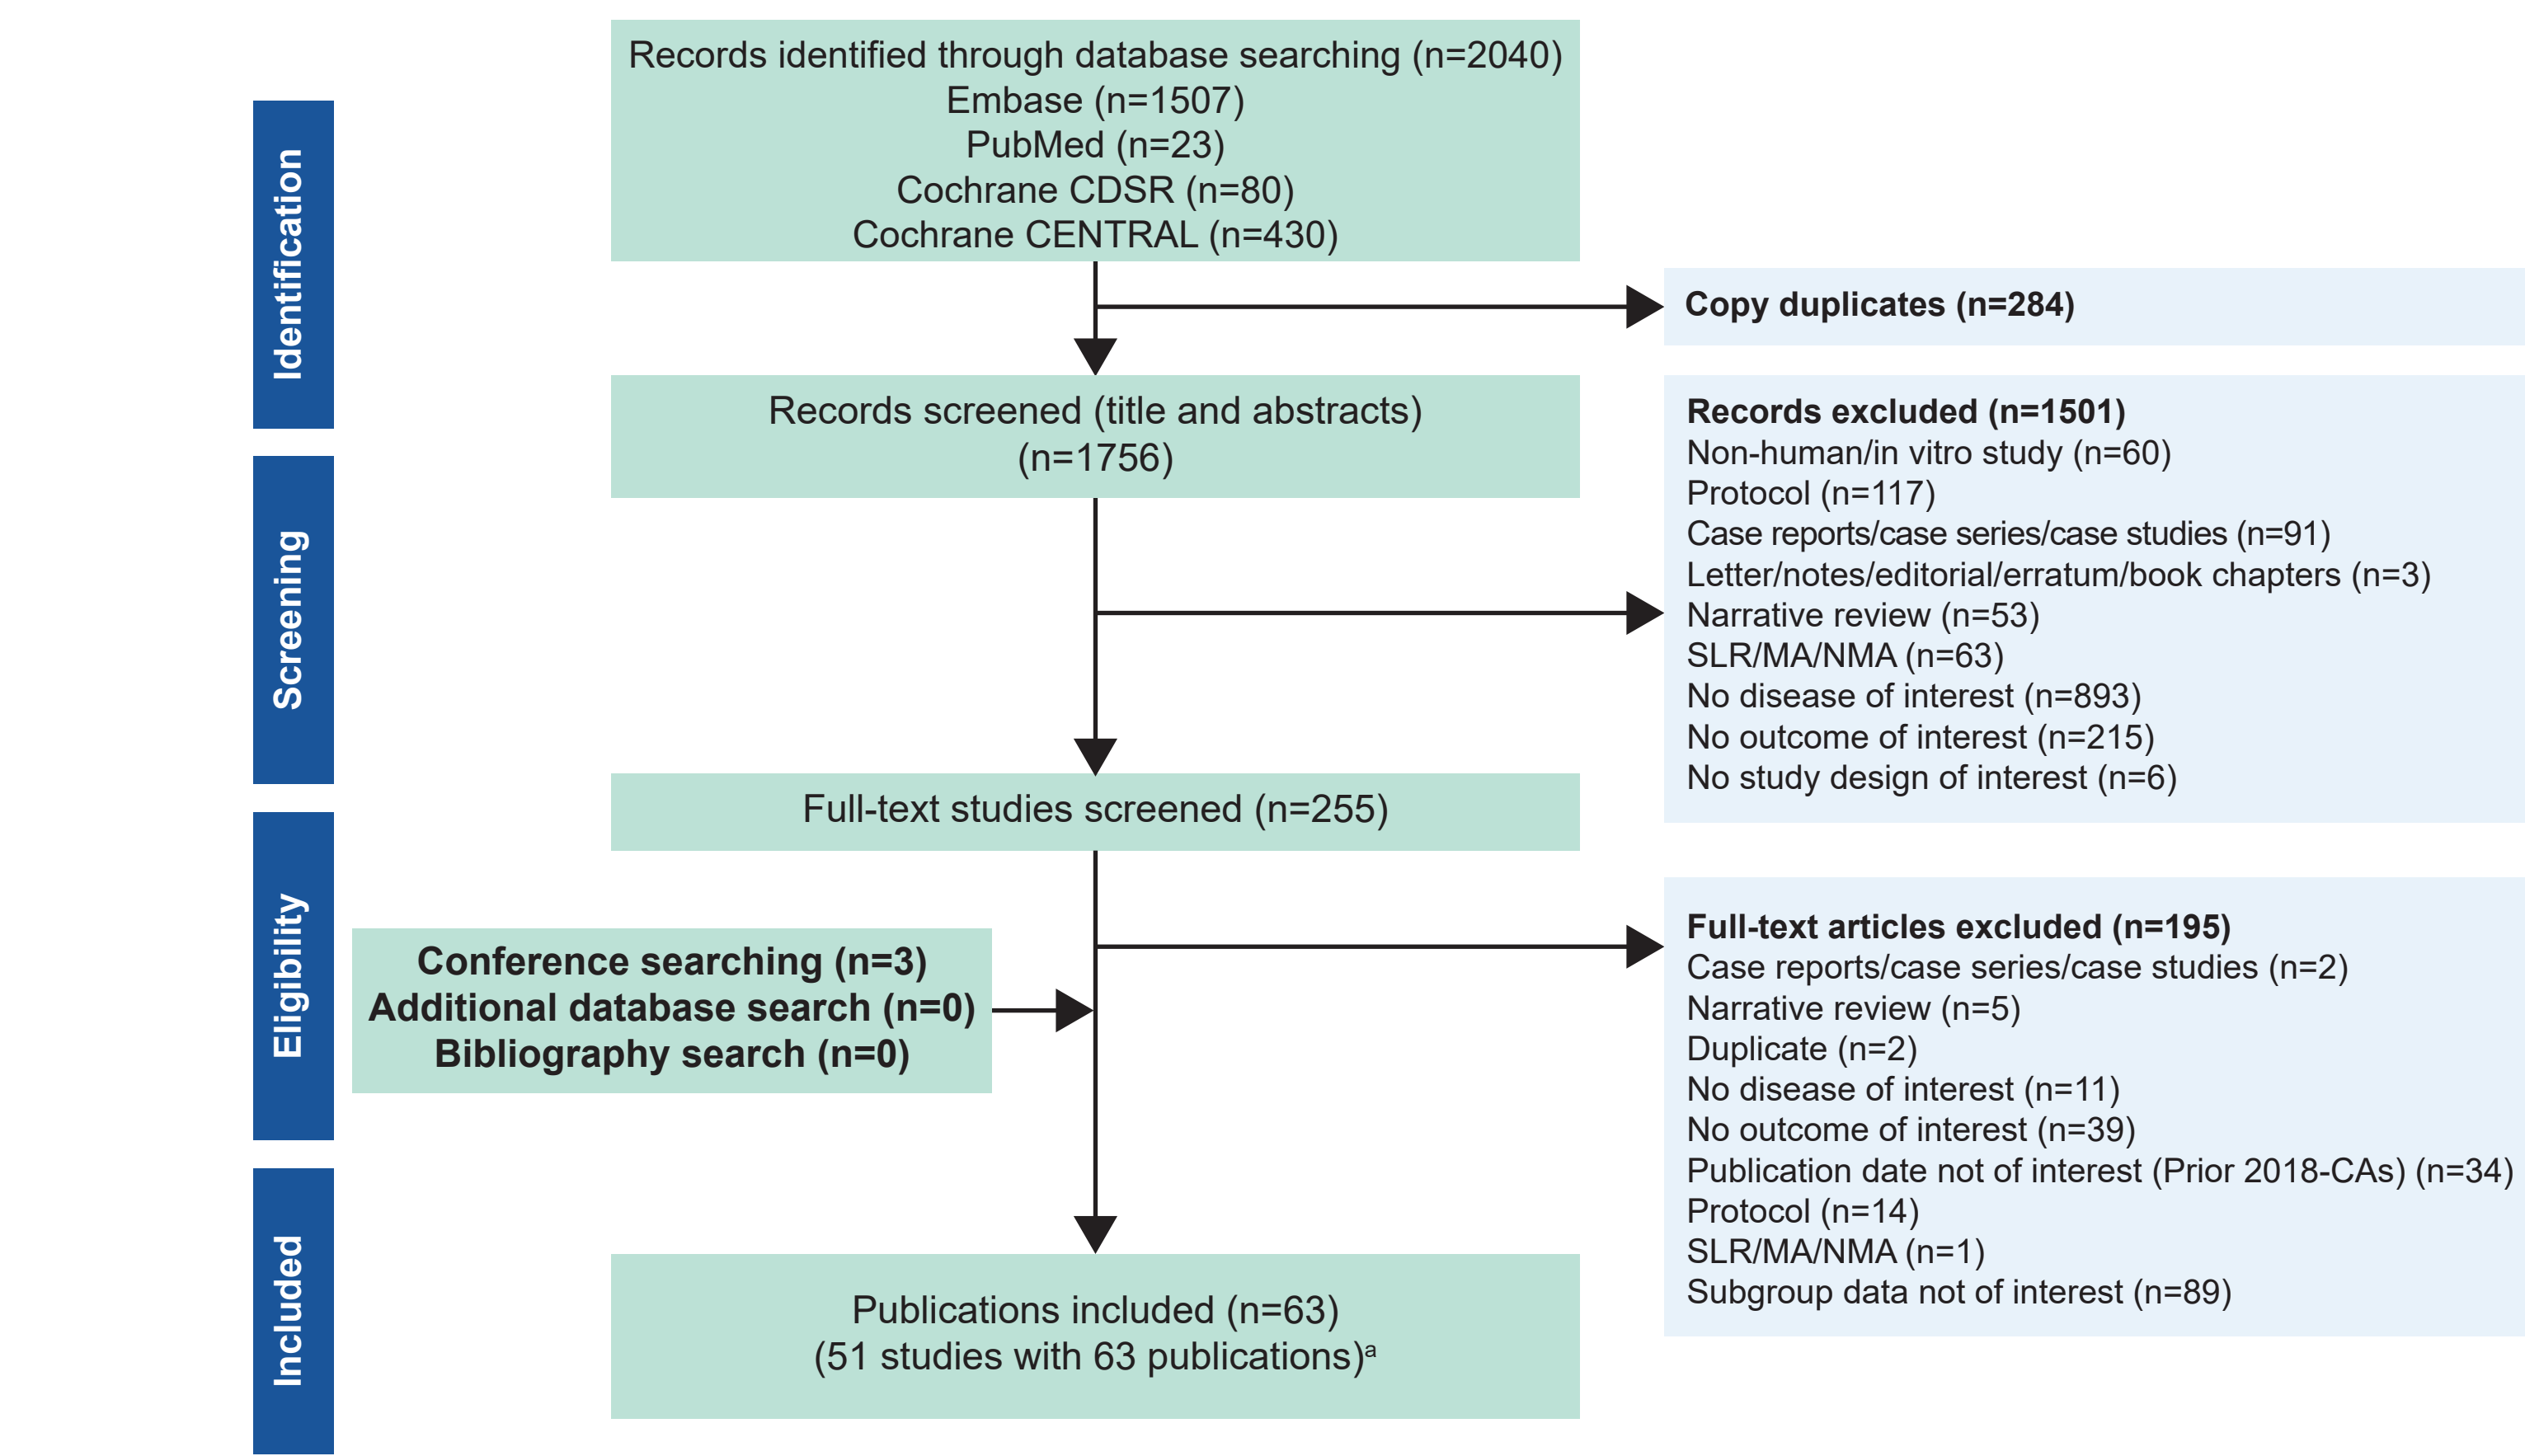 Identification
Records identified through database searching (n=2040)
Embase (n=1507)
PubMed (n=23)
Cochrane CDSR (n=80)
Cochrane CENTRAL (n=430)
Copy duplicates (n=284)
Screening
Records screened (title and abstracts)
(n=1756)
Records excluded (n=1501)
Non-human/in vitro study (n=60)
Protocol (n=117)
Case reports/case series/case studies (n=91)
Letter/notes/editorial/erratum/book chapters (n=3)
Narrative review (n=53)
SLR/MA/NMA (n=63)
No disease of interest (n=893)
No outcome of interest (n=215)
No study design of interest (n=6)
Eligibility
Full-text studies screened (n=255)
Conference searching (n=3)
Additional database search (n=0)
Bibliography search (n=0)
Full-text articles excluded (n=195)
Case reports/case series/case studies (n=2)
Narrative review (n=5)
Duplicate (n=2)
No disease of interest (n=11)
No outcome of interest (n=39)
Publication date not of interest (Prior 2018-CAs) (n=34)
Protocol (n=14)
SLR/MA/NMA (n=1)
Subgroup data not of interest (n=89)
Included
Publications included (n=63)
(51 studies with 63 publications)ᵃ